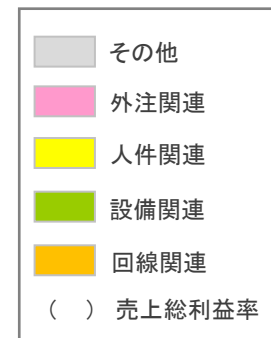 その他
外注関連
人件関連
設備関連
回線関連
（　）売上総利益率